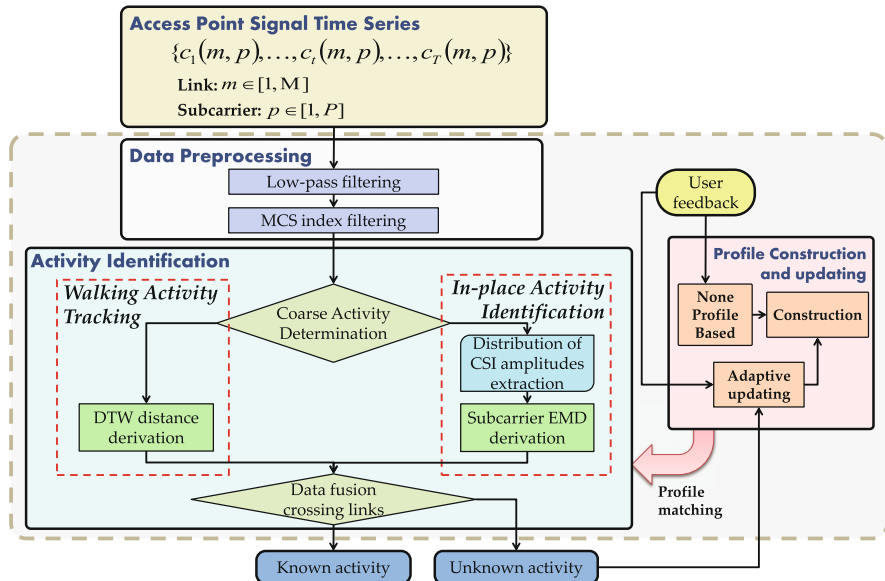 Access Point Signal Time Series
{c₁(m, p),...,cₜ(m, p),...,c_T(m, p)}
Link: m ∈ [1, M]
Subcarrier: p ∈ [1, P]
Data Preprocessing
Low-pass filtering
MCS index filtering
User
feedback
Activity Identification
Walking Activity
Tracking
Coarse Activity
Determination
In-place Activity
Identification
Distribution of
CSI amplitudes
extraction
DTW distance
derivation
Subcarrier EMD
derivation
Data fusion
crossing links
Profile Construction
and updating
None
Profile
Based
Construction
Adaptive
updating
Profile
matching
Known activity
Unknown activity